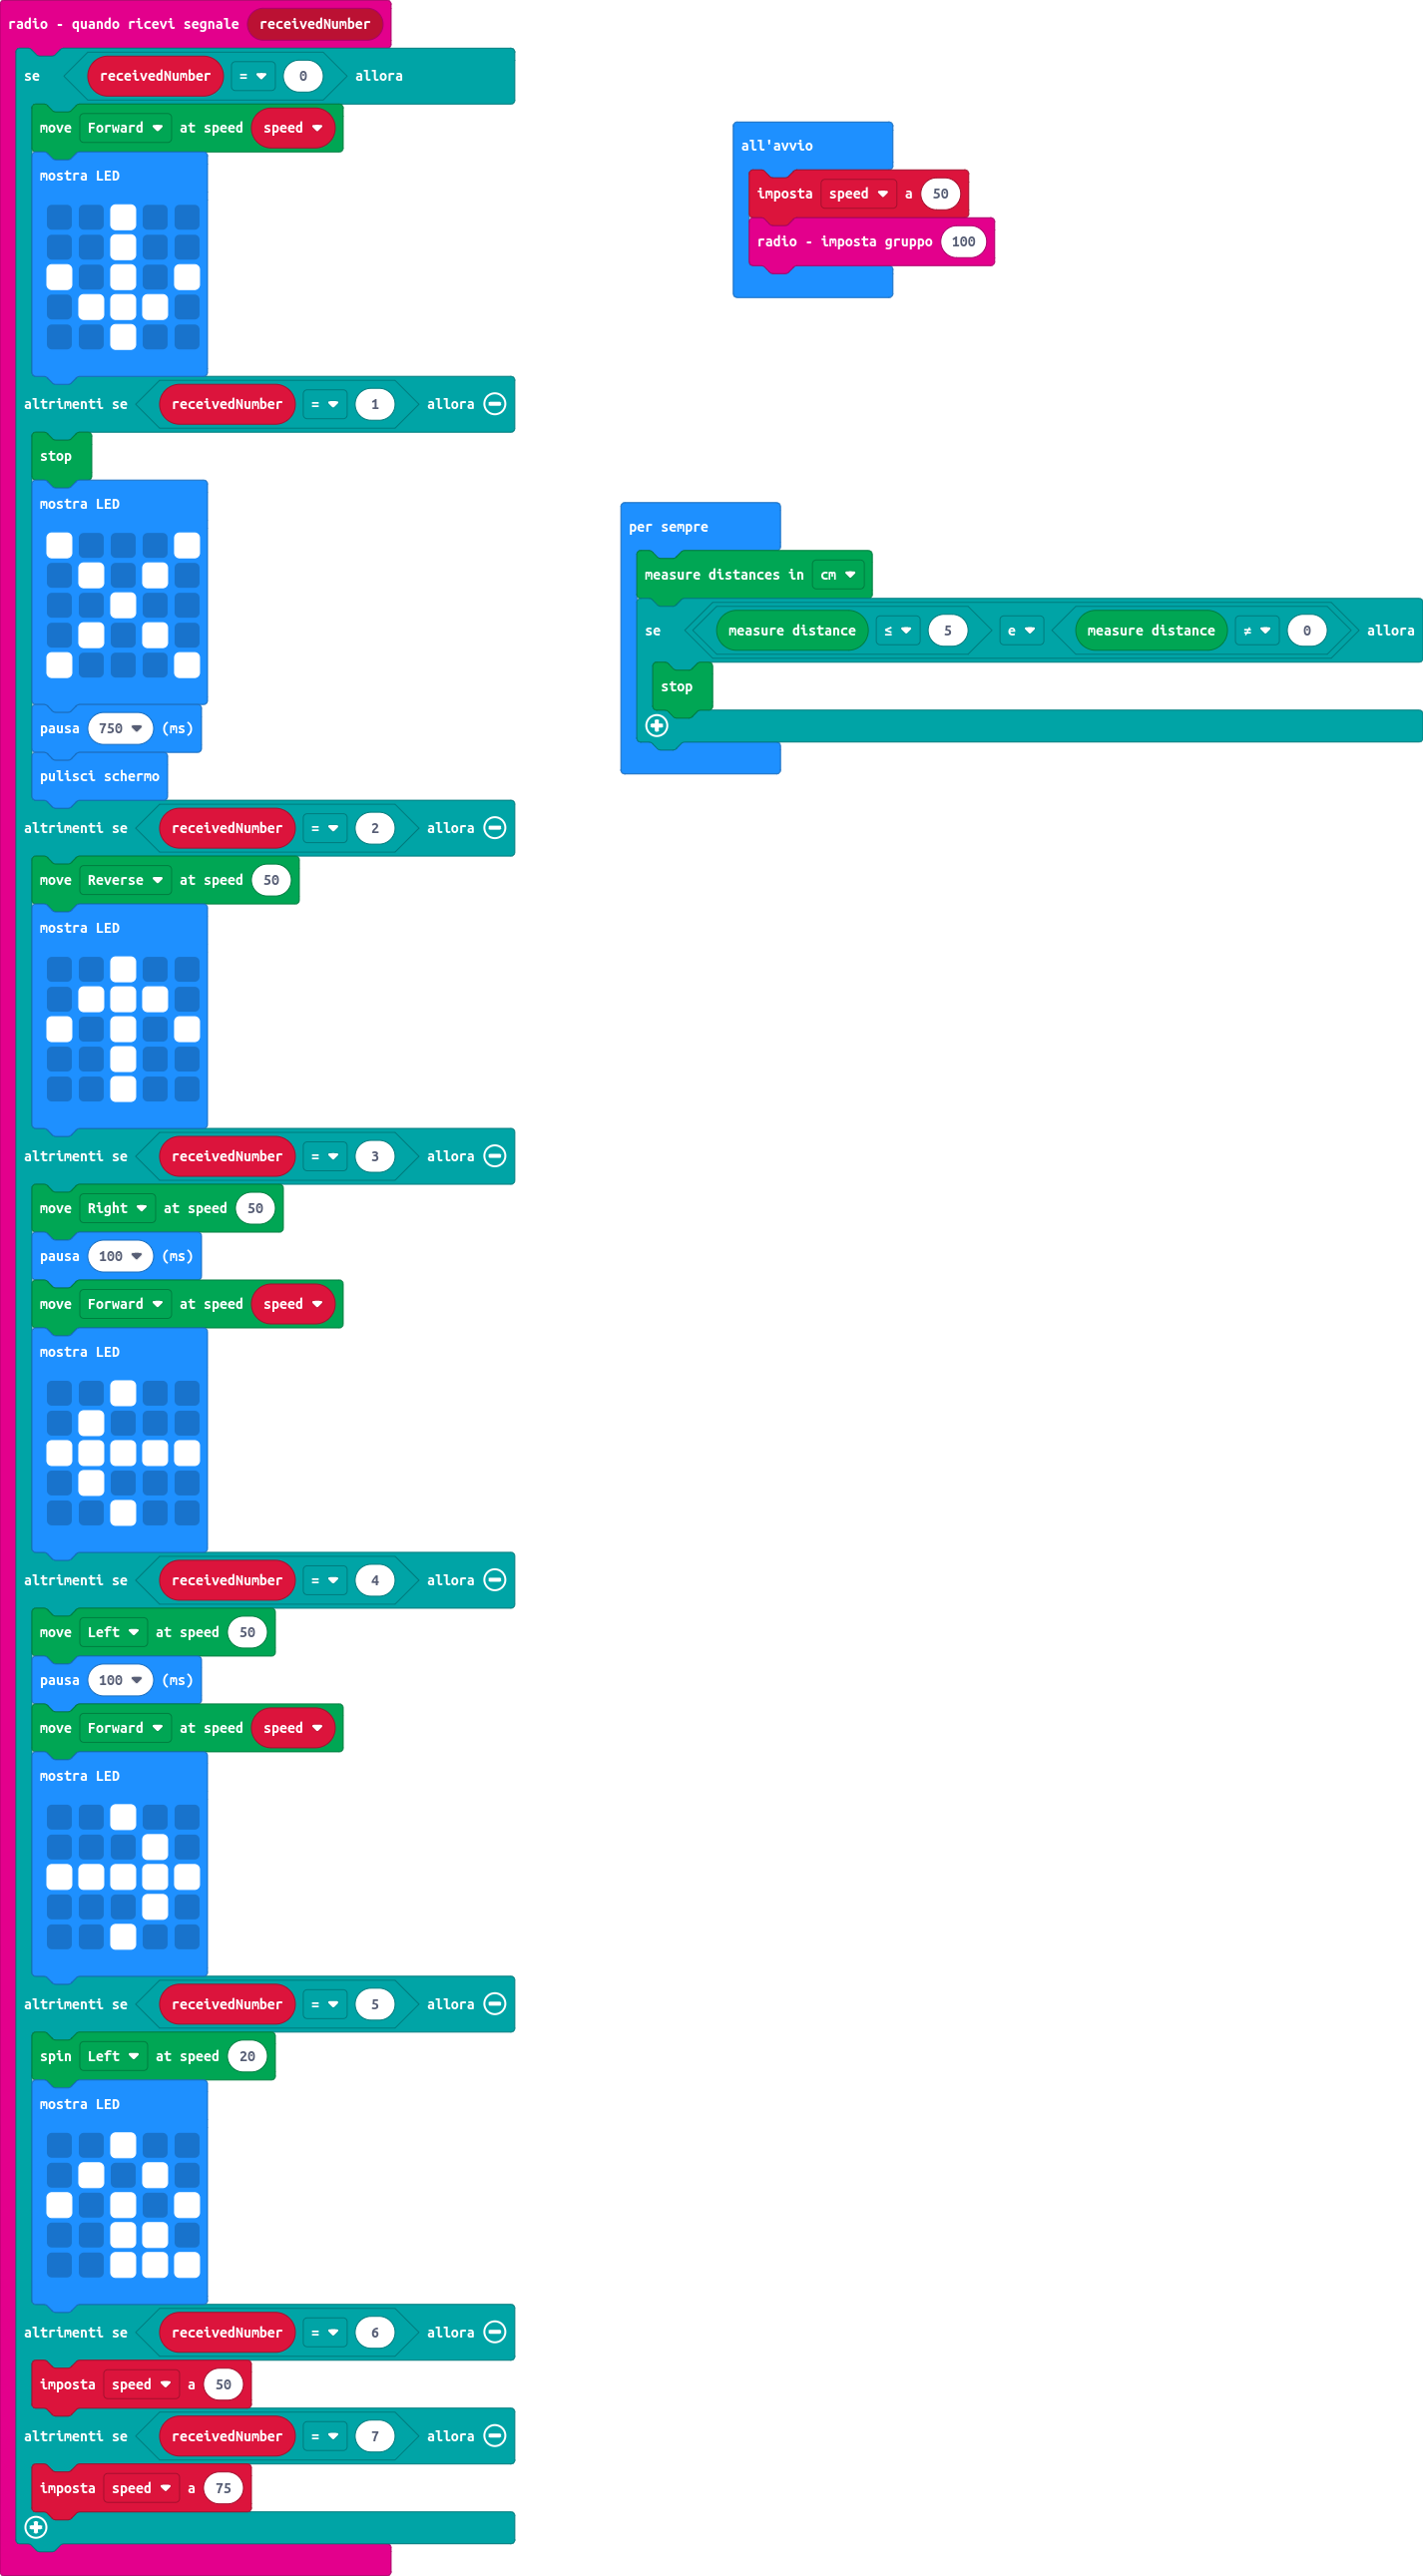 radio - quando ricevi segnale receivedNumber
se receivedNumber = 0 allora
move Forward at speed speed
mostra LED
altrimenti se receivedNumber = 1 allora
stop
mostra LED
pausa 750 (ms)
pulisci schermo
altrimenti se receivedNumber = 2 allora
move Reverse at speed 50
mostra LED
altrimenti se receivedNumber = 3 allora
move Right at speed 50
pausa 100 (ms)
move Forward at speed speed
mostra LED
altrimenti se receivedNumber = 4 allora
move Left at speed 50
pausa 100 (ms)
move Forward at speed speed
mostra LED
altrimenti se receivedNumber = 5 allora
spin Left at speed 20
mostra LED
altrimenti se receivedNumber = 6 allora
imposta speed a 50
altrimenti se receivedNumber = 7 allora
imposta speed a 75
all'avvio
imposta speed a 50
radio - imposta gruppo 100
per sempre
measure distances in cm
se measure distance ≤ 5 e measure distance ≠ 0 allora
stop